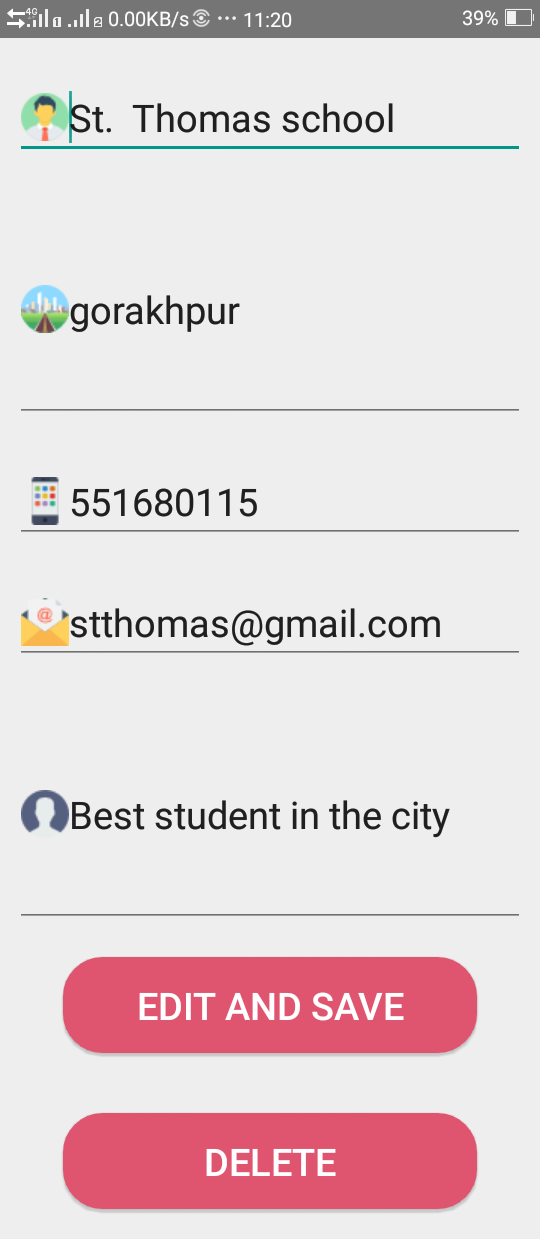 4G 0.00KB/s ··· 11:20 39%
St.  Thomas school
gorakhpur
551680115
@
stthomas@gmail.com
Best student in the city
EDIT AND SAVE
DELETE